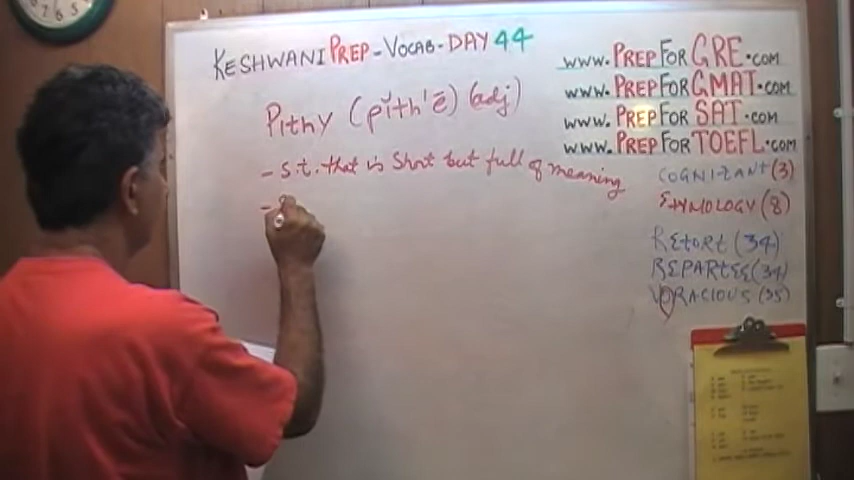 KESHWANI PREP-VOCAB-DAY 44
Pithy (pĭth'ē) (adj)
- S.t. that is Short but full of meaning
-
www.PREPFORGRE.com
www.PREPFORGMAT.com
www.PREPFORSAT.com
www.PREPFORTOEFL.com
COGNIZANT (3)
ETYMOLOGY (8)
RETORT (34)
REPARTEE (34)
VORACIOUS (35)